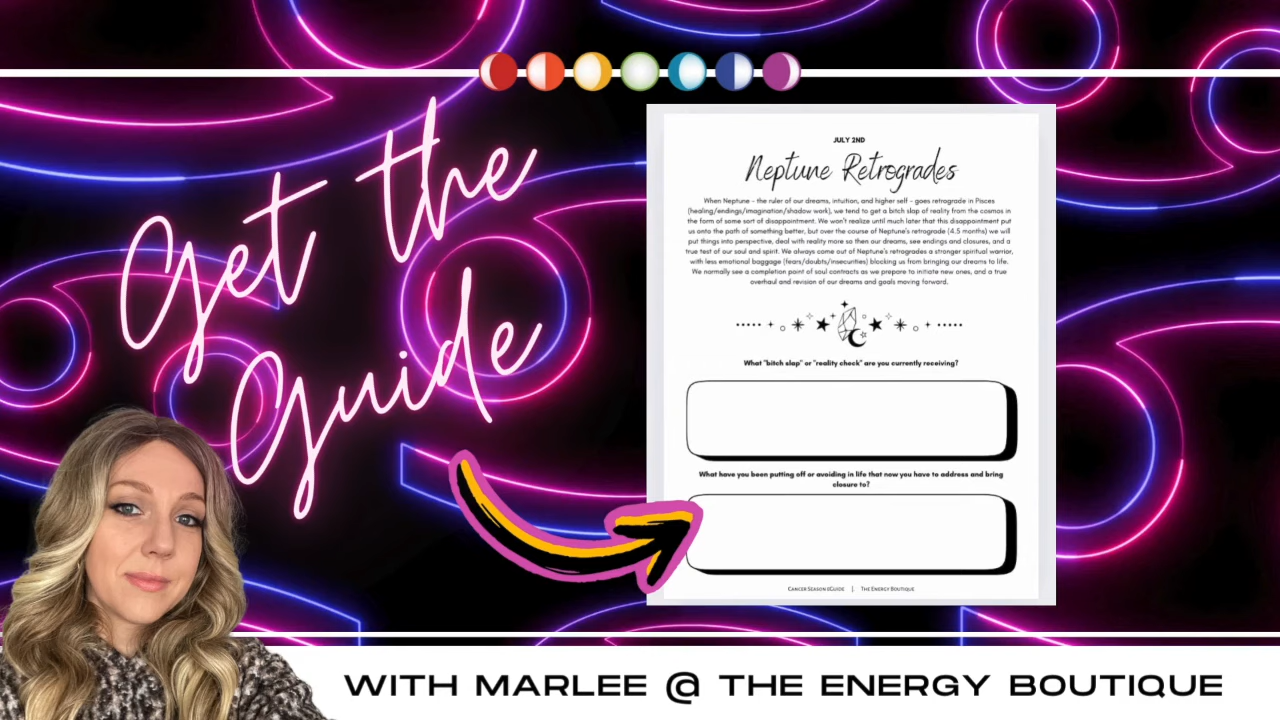 Get the
Guide
JULY 2ND
Neptune Retrogrades
When Neptune - the ruler of our dreams, intuition, and higher self - goes retrograde in Pisces
(healing/endings/imagination/shadow work), we tend to get a bitch slap of reality from the cosmos in
the form of some sort of disappointment. We won't realize until much later that this disappointment put
us onto the path of something better, but over the course of Neptune's retrograde (4.5 months) we will
put things into perspective, deal with reality more so then our dreams, see endings and closures, and a
true test of our soul and spirit. We always come out of Neptune's retrogrades a stronger spiritual warrior,
with less emotional baggage (fears/doubts/insecurities) blocking us from bringing our dreams to life.
We normally see a completion point of soul contracts as we prepare to initiate new ones, and a true
overhaul and revision of our dreams and goals moving forward.
What "bitch slap" or "reality check" are you currently receiving?
What have you been putting off or avoiding in life that now you have to address and bring
closure to?
CANCER SEASON EGUIDE | THE ENERGY BOUTIQUE
WITH MARLEE @ THE ENERGY BOUTIQUE